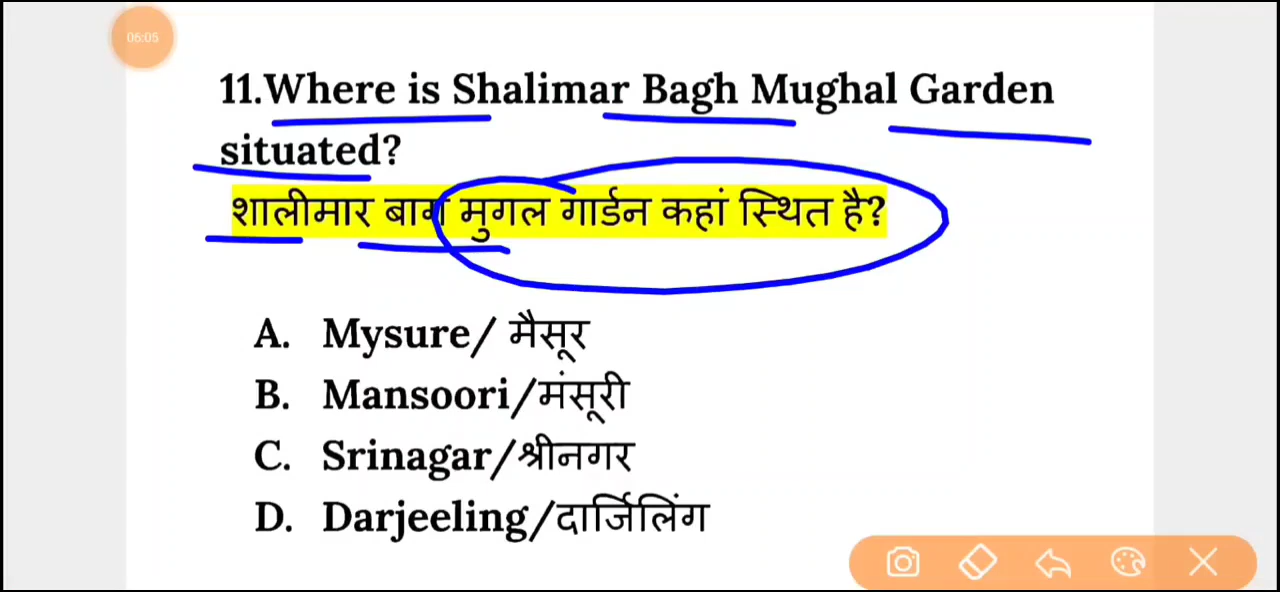 06:05
11.Where is Shalimar Bagh Mughal Garden
situated?
शालीमार बाग मुगल गार्डन कहां स्थित है?
A. Mysure/ मैसूर
B. Mansoori/मंसूरी
C. Srinagar/श्रीनगर
D. Darjeeling/दार्जिलिंग